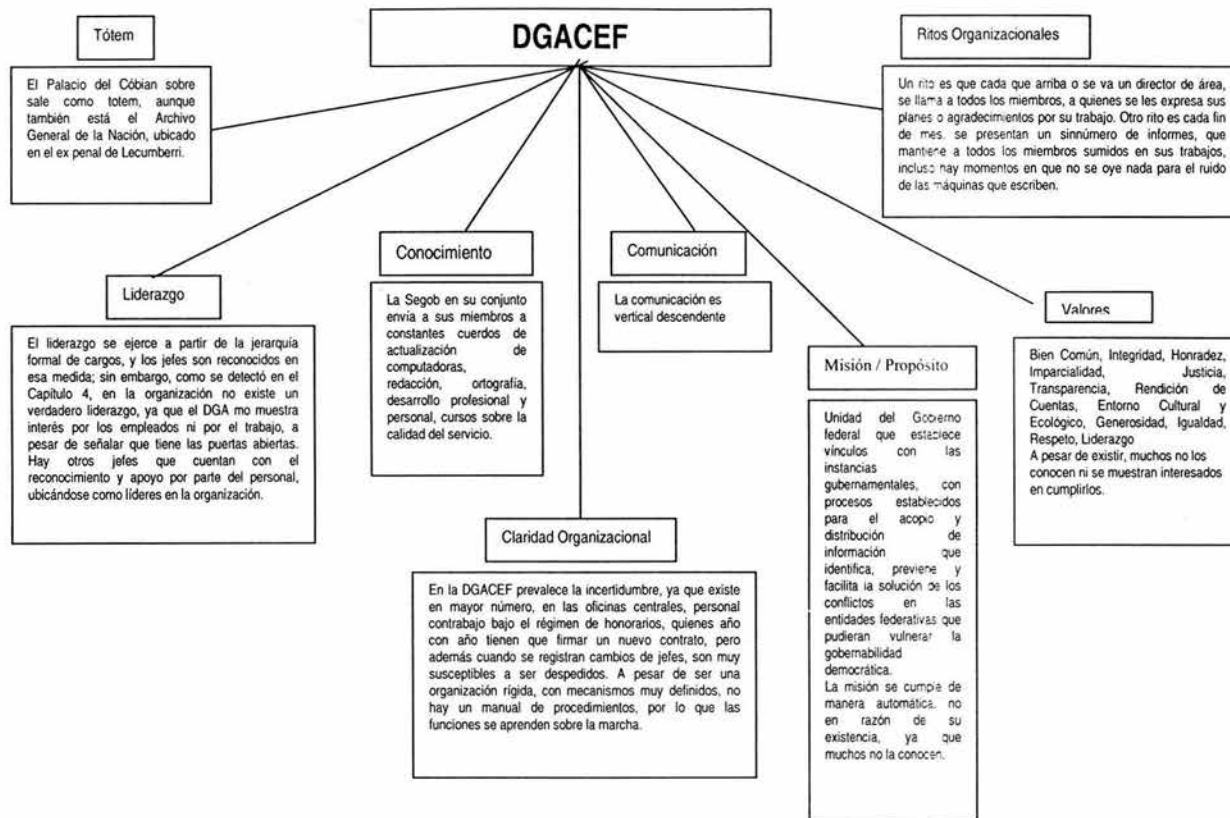 DGACEF
Tótem
El Palacio del Cóbian sobre
sale como totem, aunque
también está el Archivo
General de la Nación, ubicado
en el ex penal de Lecumberri.
Ritos Organizacionales
Un rito es que cada que arriba o se va un director de área,
se llama a todos los miembros, a quienes se les expresa sus
planes o agradecimientos por su trabajo. Otro rito es cada fin
de mes, se presentan un sinnúmero de informes, que
mantiene a todos los miembros sumidos en sus trabajos,
incluso hay momentos en que no se oye nada para el ruido
de las máquinas que escriben.
Liderazgo
El liderazgo se ejerce a partir de la jerarquía
formal de cargos, y los jefes son reconocidos en
esa medida; sin embargo, como se detectó en el
Capítulo 4, en la organización no existe un
verdadero liderazgo, ya que el DGA mo muestra
interés por los empleados ni por el trabajo, a
pesar de señalar que tiene las puertas abiertas.
Hay otros jefes que cuentan con el
reconocimiento y apoyo por parte del personal,
ubicándose como líderes en la organización.
Conocimiento
La Segob en su conjunto
envía a sus miembros a
constantes cuerdos de
actualización de
computadoras,
redacción, ortografía,
desarrollo profesional y
personal, cursos sobre la
calidad del servicio.
Comunicación
La comunicación es
vertical descendente
Claridad Organizacional
En la DGACEF prevalece la incertidumbre, ya que existe
en mayor número, en las oficinas centrales, personal
contrabajo bajo el régimen de honorarios, quienes año
con año tienen que firmar un nuevo contrato, pero
además cuando se registran cambios de jefes, son muy
susceptibles a ser despedidos. A pesar de ser una
organización rígida, con mecanismos muy definidos, no
hay un manual de procedimientos, por lo que las
funciones se aprenden sobre la marcha.
Misión / Propósito
Unidad del Gobierno
federal que establece
vínculos con las
instancias
gubernamentales, con
procesos establecidos
para el acopio y
distribución de
información que
identifica, previene y
facilita la solución de los
conflictos en las
entidades federativas que
pudieran vulnerar la
gobernabilidad
democrática.
La misión se cumple de
manera automática, no
en razón de su
existencia, ya que
muchos no la conocen.
Valores
Bien Común, Integridad, Honradez,
Imparcialidad, Justicia,
Transparencia, Rendición de
Cuentas, Entorno Cultural y
Ecológico, Generosidad, Igualdad,
Respeto, Liderazgo
A pesar de existir, muchos no los
conocen ni se muestran interesados
en cumplirlos.